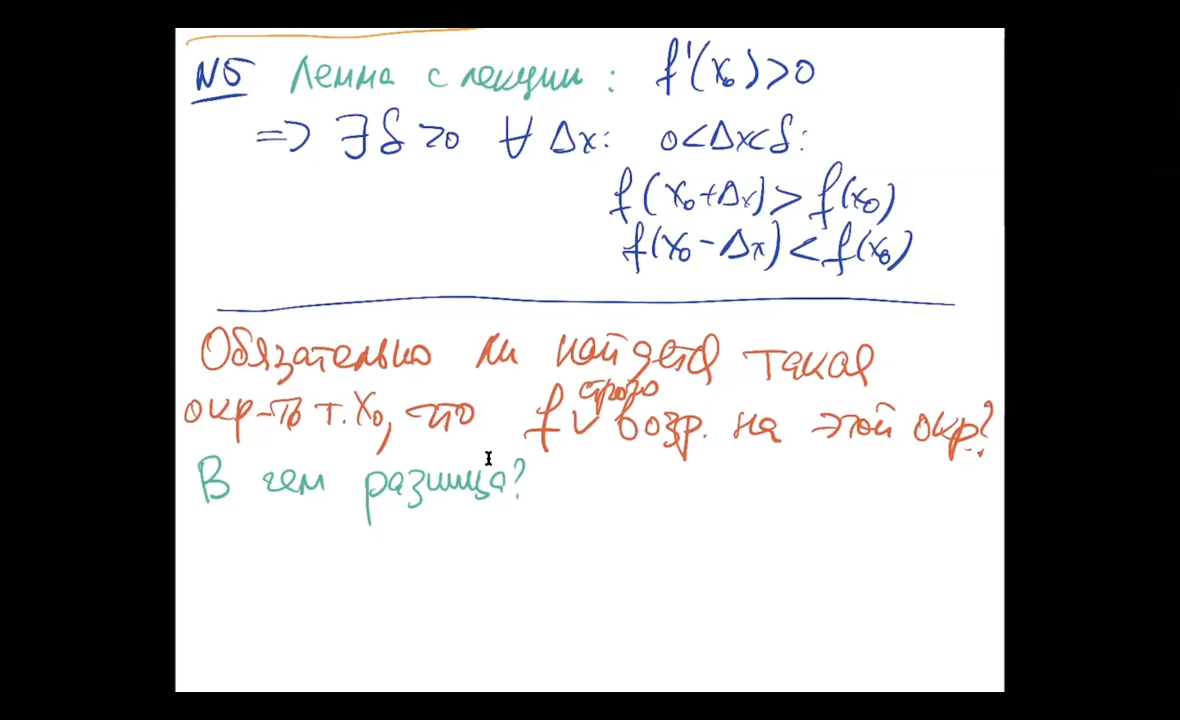 N5 Лемма с лекции: f'(x₀)>0
=> ∃ δ>0 ∀ Δx: 0<Δx<δ:
f(x₀+Δx)>f(x₀)
f(x₀-Δx)<f(x₀)
Обязательно ли найдется такая
окр-ть т. x₀, что f строго возр. на этой окр?
В чем разница?